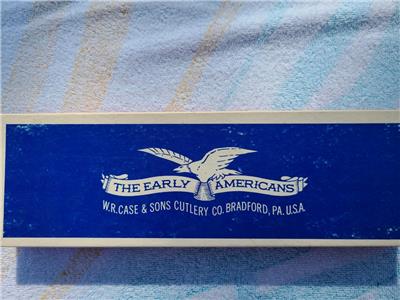 THE EARLY AMERICANS
W.R. CASE & SONS CUTLERY CO. BRADFORD, PA. U.S.A.